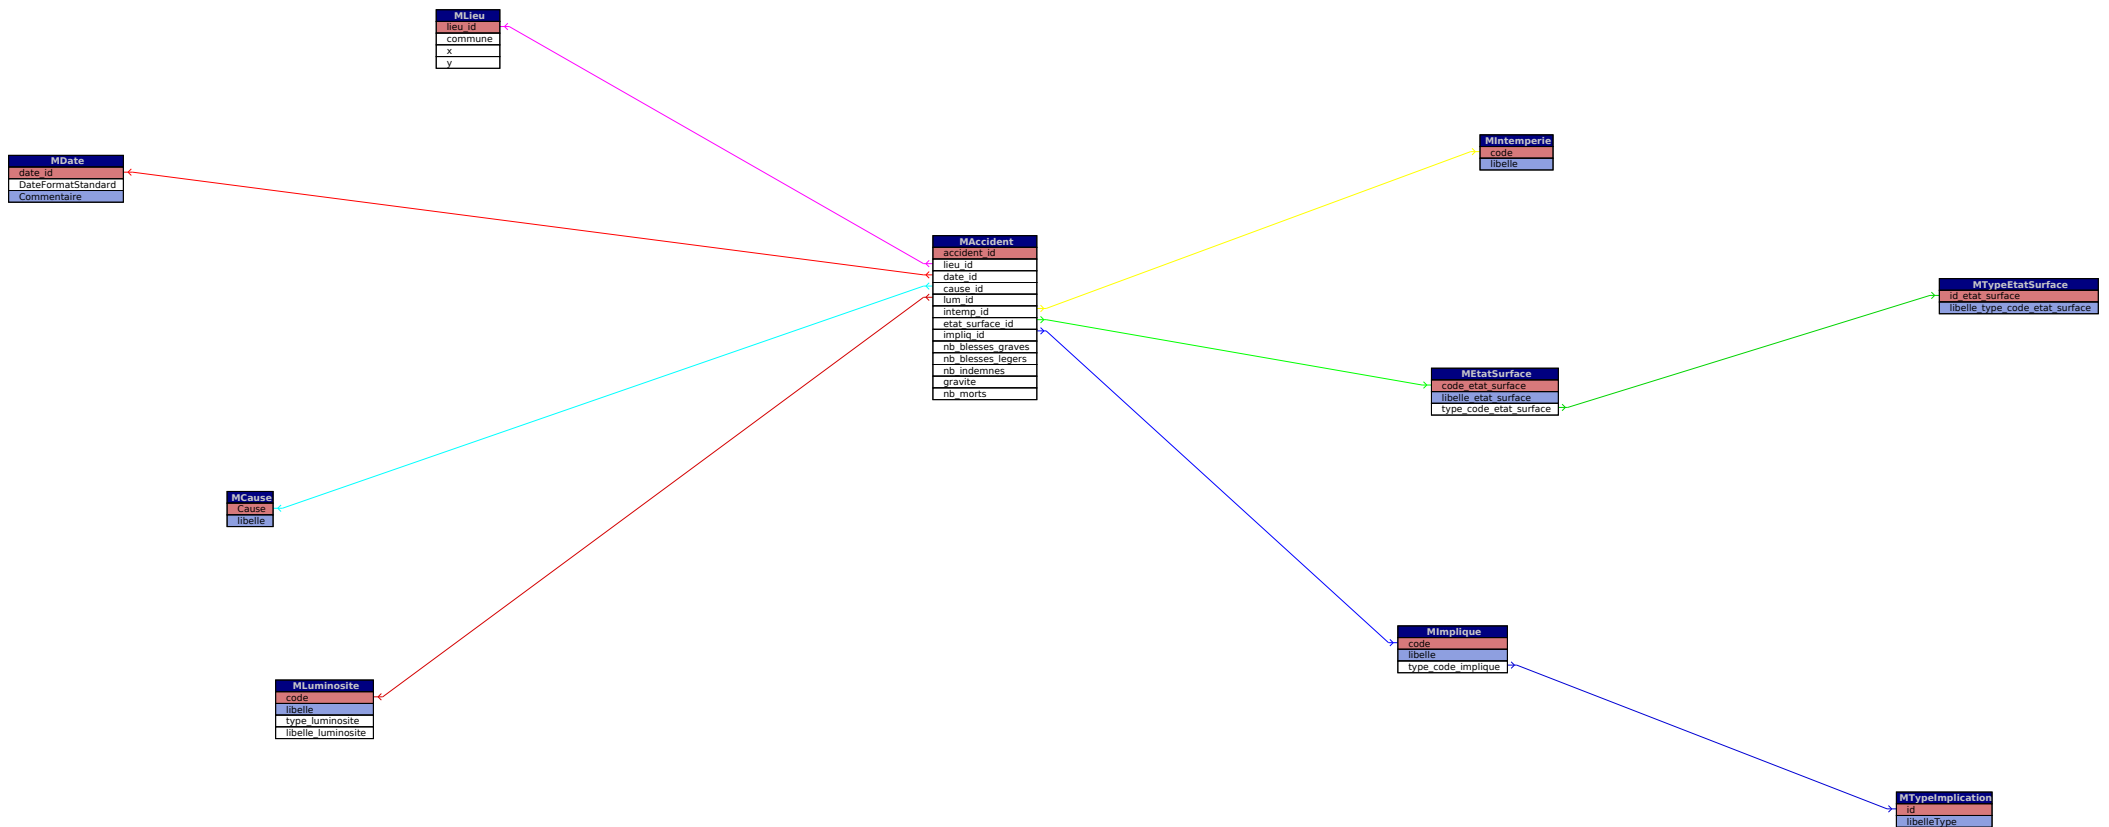 MLieu
lieu_id
commune
x
y
MDate
date_id
DateFormatStandard
Commentaire
MIntemperie
code
libelle
MAccident
accident_id
lieu_id
date_id
cause_id
lum_id
intemp_id
etat_surface_id
impliq_id
nb_blesses_graves
nb_blesses_legers
nb_indemnes
gravite
nb_morts
MTypeEtatSurface
id_etat_surface
libelle_type_code_etat_surface
MEtatSurface
code_etat_surface
libelle_etat_surface
type_code_etat_surface
MCause
Cause
libelle
MImplique
code
libelle
type_code_implique
MLuminosite
code
libelle
type_luminosite
libelle_luminosite
MTypeImplication
id
libelleType